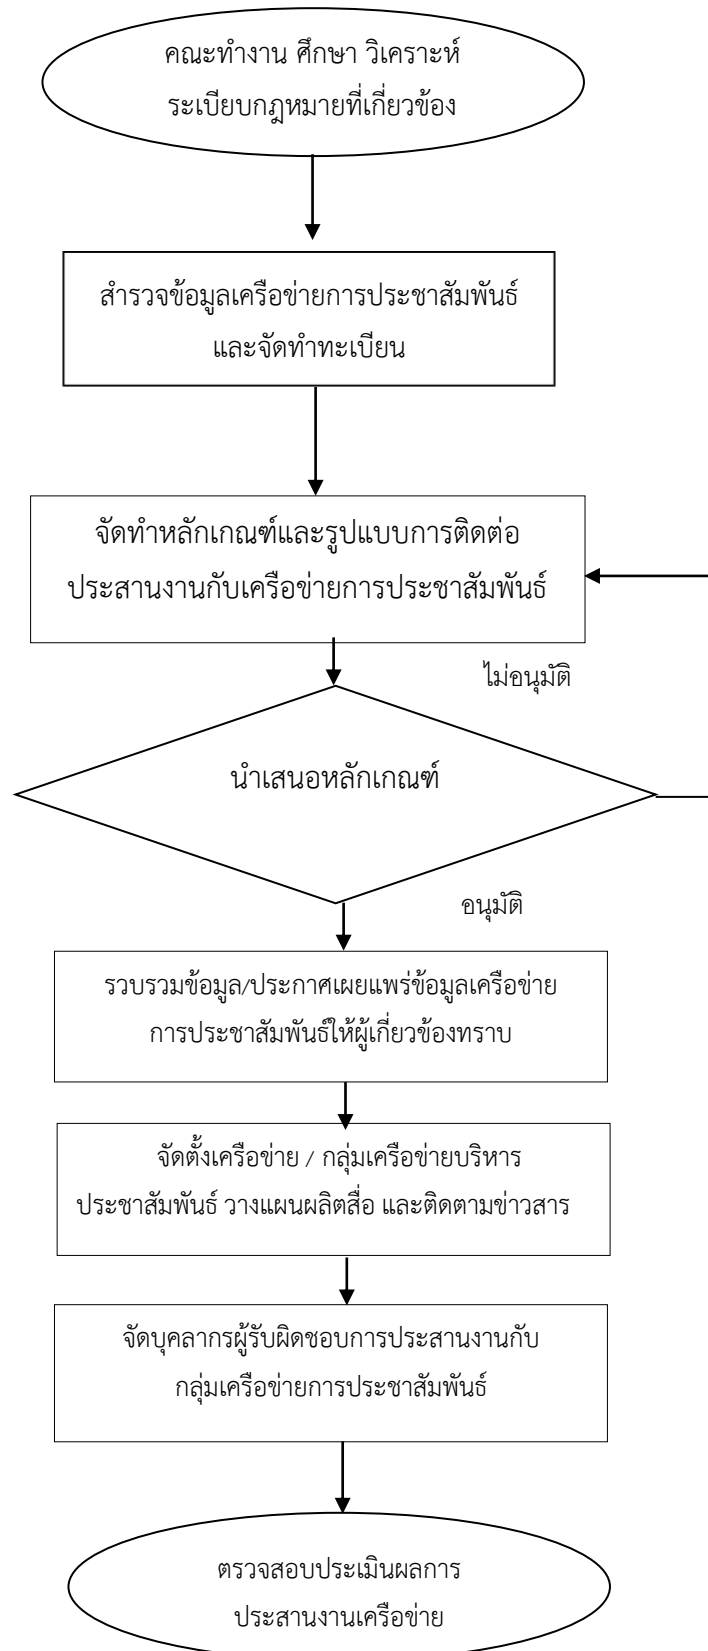 คณะทำงาน ศึกษา วิเคราะห์
ระเบียบกฎหมายที่เกี่ยวข้อง
สำรวจข้อมูลเครือข่ายการประชาสัมพันธ์
และจัดทำทะเบียน
จัดทำหลักเกณฑ์และรูปแบบการติดต่อ
ประสานงานกับเครือข่ายการประชาสัมพันธ์
ไม่อนุมัติ
นำเสนอหลักเกณฑ์
อนุมัติ
รวบรวมข้อมูล/ประกาศเผยแพร่ข้อมูลเครือข่าย
การประชาสัมพันธ์ให้ผู้เกี่ยวข้องทราบ
จัดตั้งเครือข่าย / กลุ่มเครือข่ายบริหาร
ประชาสัมพันธ์ วางแผนผลิตสื่อ และติดตามข่าวสาร
จัดบุคลากรผู้รับผิดชอบการประสานงานกับ
กลุ่มเครือข่ายการประชาสัมพันธ์
ตรวจสอบประเมินผลการ
ประสานงานเครือข่าย